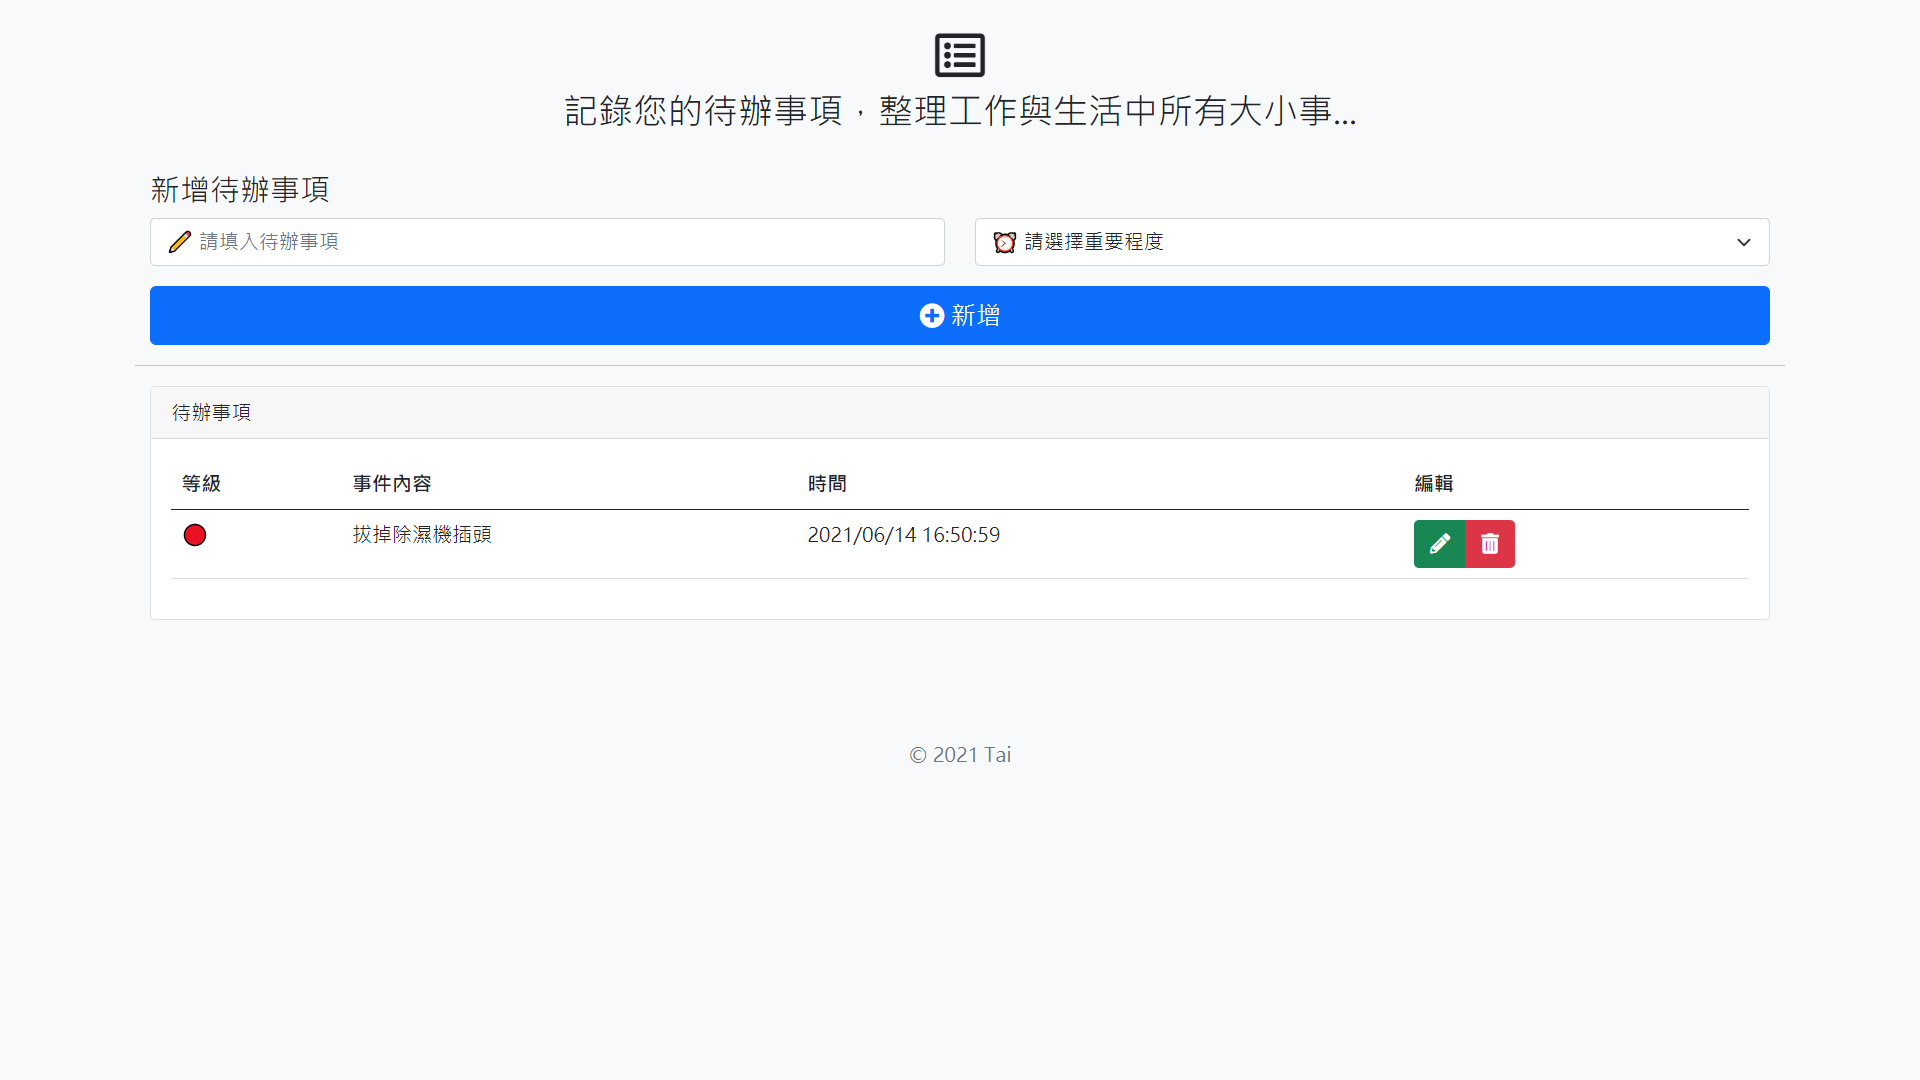 記錄您的待辦事項，整理工作與生活中所有大小事...
新增待辦事項
請填入待辦事項
請選擇重要程度
新增
待辦事項
等級 事件內容 時間 編輯
拔掉除濕機插頭 2021/06/14 16:50:59
© 2021 Tai